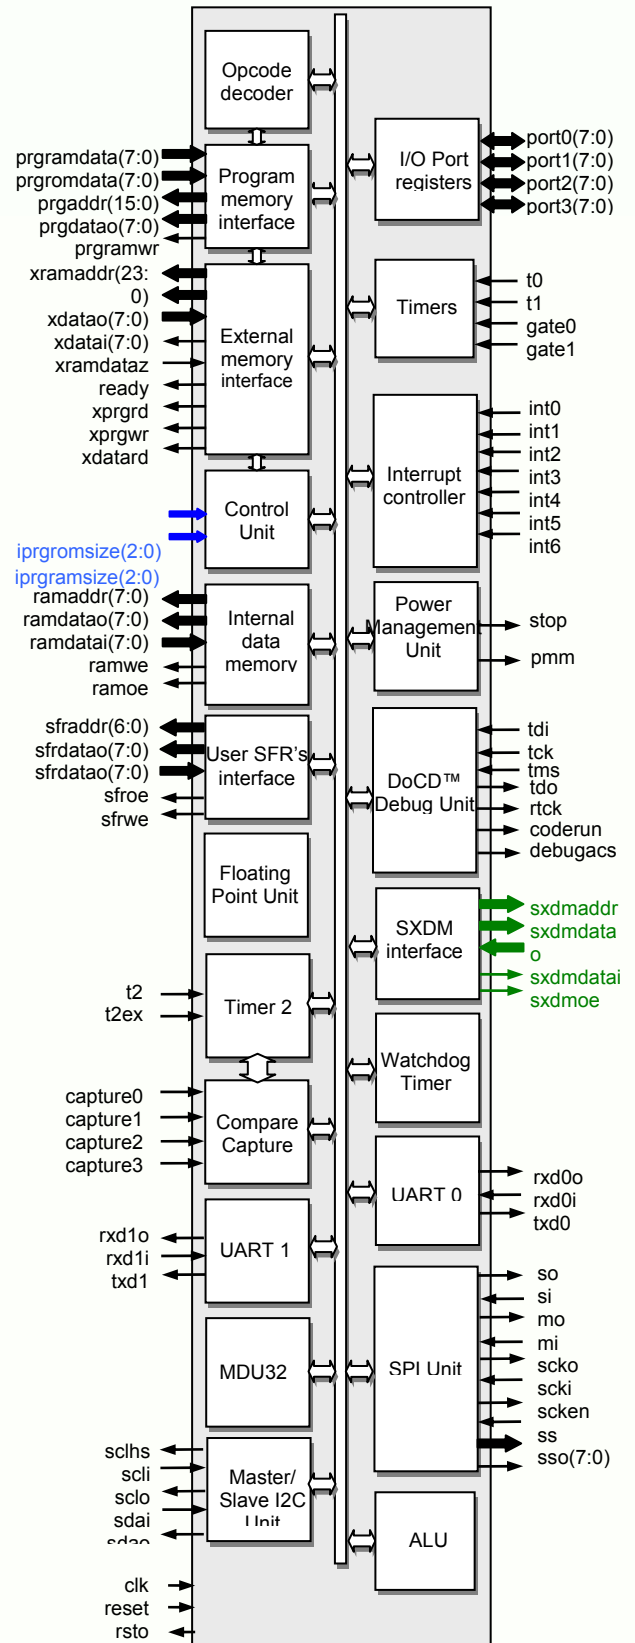 Opcode
decoder
prgramdata(7:0)
prgromdata(7:0)
prgaddr(15:0)
prgdatao(7:0)
prgramwr
Program
memory
interface
xramaddr(23:
0)
xdatao(7:0)
xdatai(7:0)
xramdataz
ready
xprgrd
xprgwr
xdatard
External
memory
interface
Control
Unit
iprgromsize(2:0)
iprgramsize(2:0)
ramaddr(7:0)
ramdatao(7:0)
ramdatai(7:0)
ramwe
ramoe
Internal
data
memory
sfraddr(6:0)
sfrdatao(7:0)
sfrdatao(7:0)
sfroe
sfrwe
User SFR's
interface
Floating
Point Unit
t2
t2ex
Timer 2
capture0
capture1
capture2
capture3
Compare
Capture
rxd1o
rxd1i
txd1
UART 1
MDU32
sclhs
scli
sclo
sdai
sdao
Master/
Slave I2C
Unit
clk
reset
rsto
I/O Port
registers
port0(7:0)
port1(7:0)
port2(7:0)
port3(7:0)
Timers
t0
t1
gate0
gate1
Interrupt
controller
int0
int1
int2
int3
int4
int5
int6
Power
Management
Unit
stop
pmm
DoCD™
Debug Unit
tdi
tck
tms
tdo
rtck
coderun
debugacs
SXDM
interface
sxdmaddr
sxdmdata
o
sxdmdatai
sxdmoe
Watchdog
Timer
UART 0
rxd0o
rxd0i
txd0
SPI Unit
so
si
mo
mi
scko
scki
scken
ss
sso(7:0)
ALU